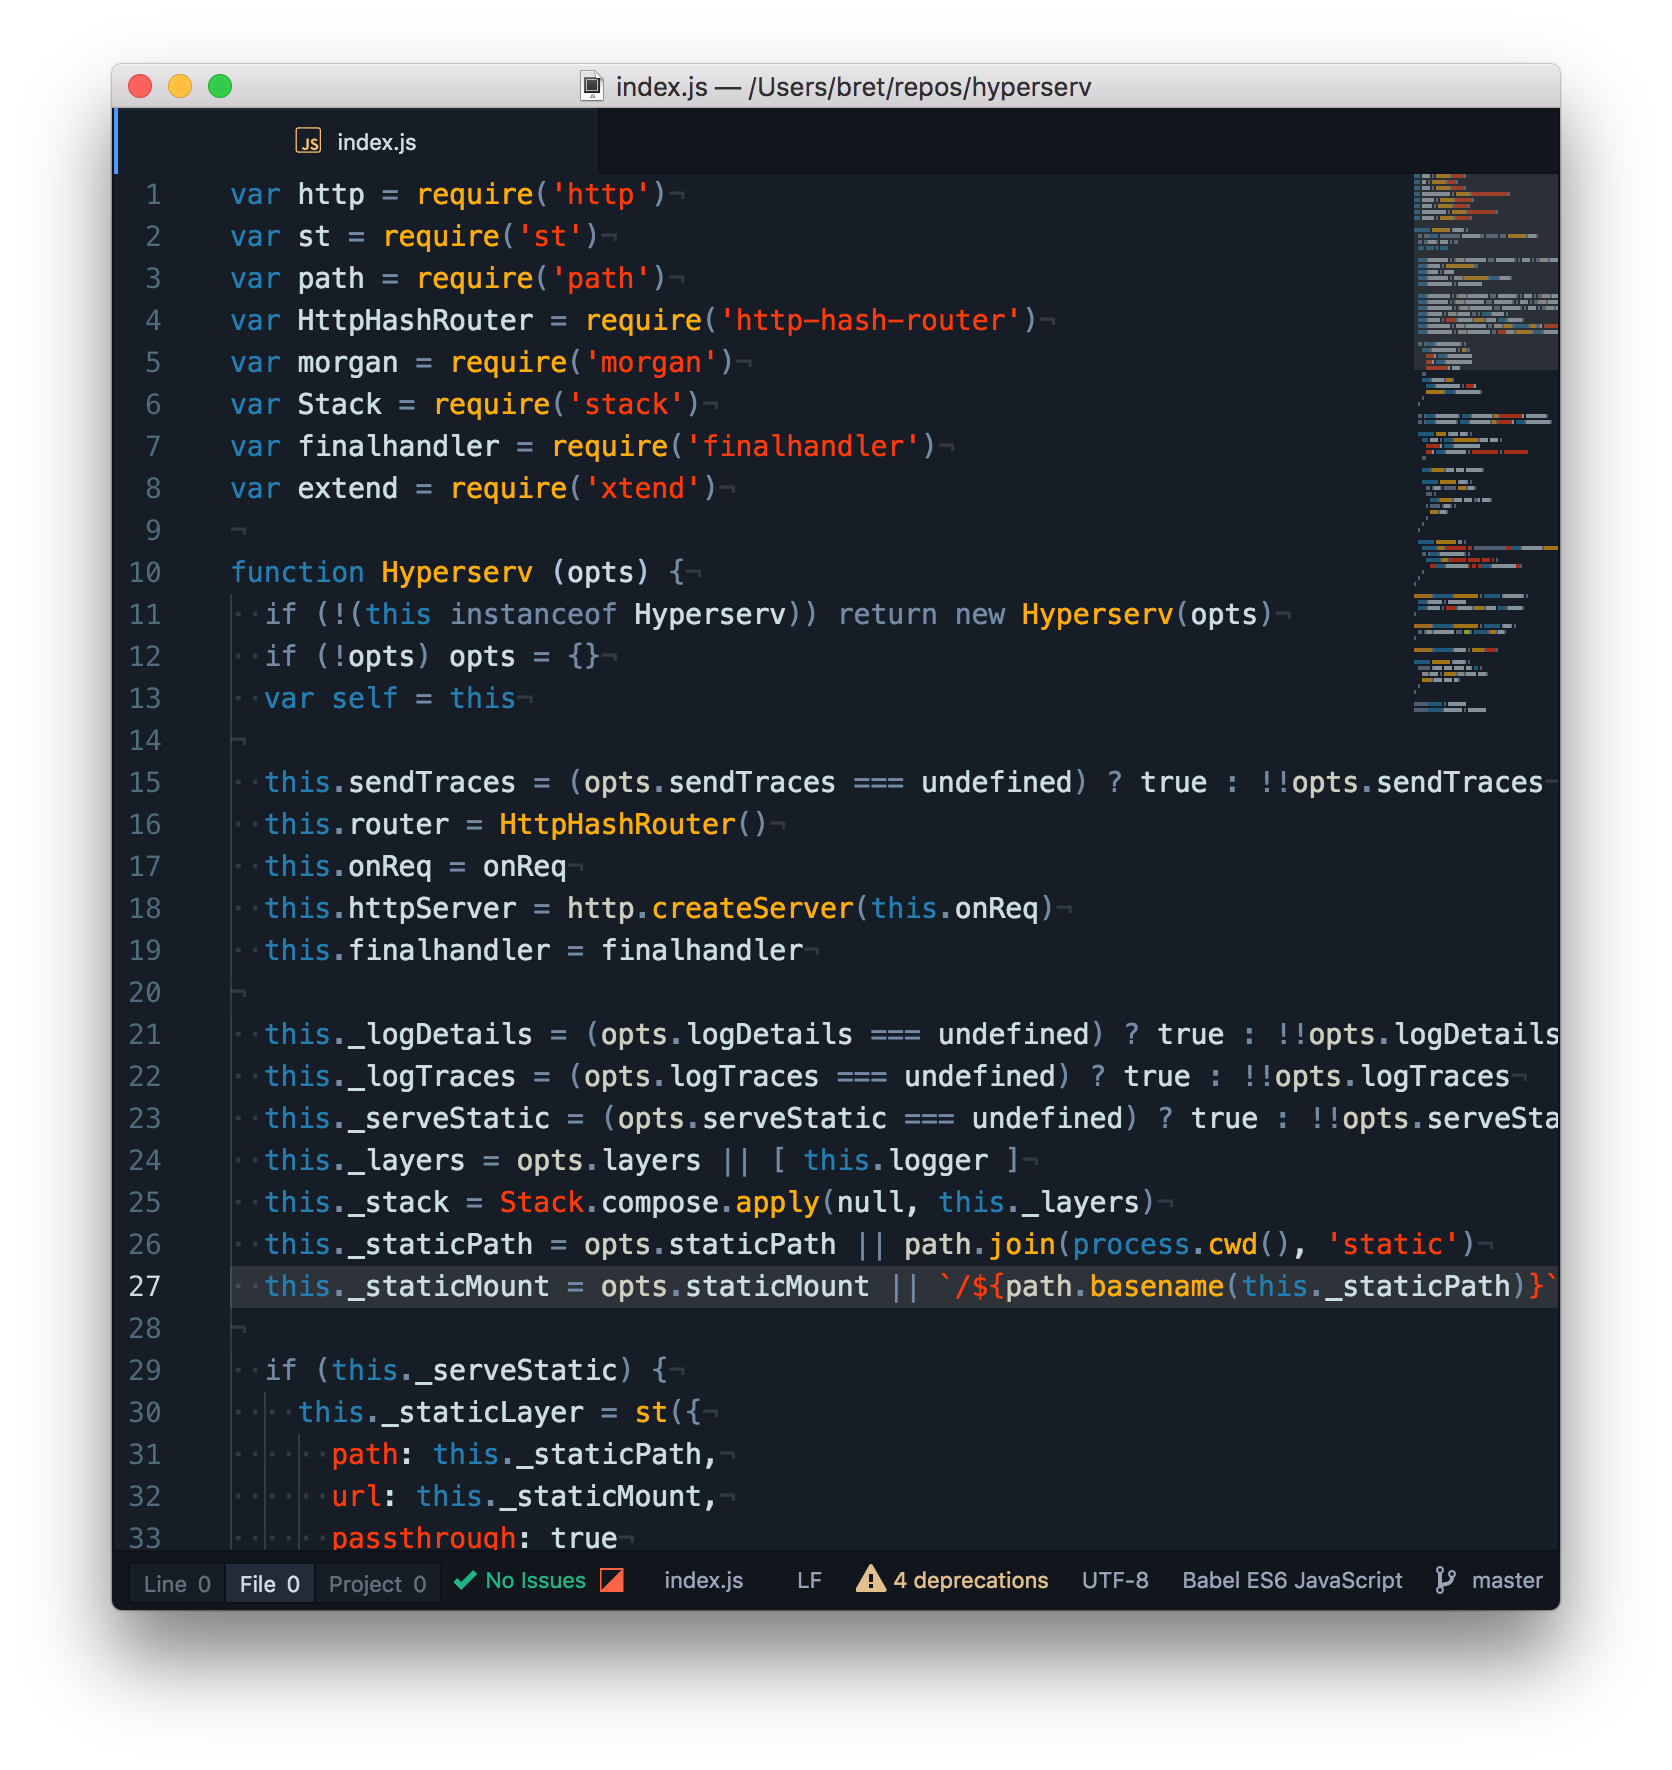 index.js — /Users/bret/repos/hyperserv
JS index.js
1 var http = require('http')¬
2 var st = require('st')¬
3 var path = require('path')¬
4 var HttpHashRouter = require('http-hash-router')¬
5 var morgan = require('morgan')¬
6 var Stack = require('stack')¬
7 var finalhandler = require('finalhandler')¬
8 var extend = require('xtend')¬
9 ¬
10 function Hyperserv (opts) {¬
11 ··if (!(this instanceof Hyperserv)) return new Hyperserv(opts)¬
12 ··if (!opts) opts = {}¬
13 ··var self = this¬
14 ¬
15 ··this.sendTraces = (opts.sendTraces === undefined) ? true : !!opts.sendTraces¬
16 ··this.router = HttpHashRouter()¬
17 ··this.onReq = onReq¬
18 ··this.httpServer = http.createServer(this.onReq)¬
19 ··this.finalhandler = finalhandler¬
20 ¬
21 ··this._logDetails = (opts.logDetails === undefined) ? true : !!opts.logDetails
22 ··this._logTraces = (opts.logTraces === undefined) ? true : !!opts.logTraces¬
23 ··this._serveStatic = (opts.serveStatic === undefined) ? true : !!opts.serveSta
24 ··this._layers = opts.layers || [ this.logger ]¬
25 ··this._stack = Stack.compose.apply(null, this._layers)¬
26 ··this._staticPath = opts.staticPath || path.join(process.cwd(), 'static')¬
27 ··this._staticMount = opts.staticMount || `/${path.basename(this._staticPath)}`
28 ¬
29 ··if (this._serveStatic) {¬
30 ····this._staticLayer = st({¬
31 ······path: this._staticPath,¬
32 ······url: this._staticMount,¬
33 ······passthrough: true¬
Line 0 File 0 Project 0 No Issues index.js LF 4 deprecations UTF-8 Babel ES6 JavaScript master